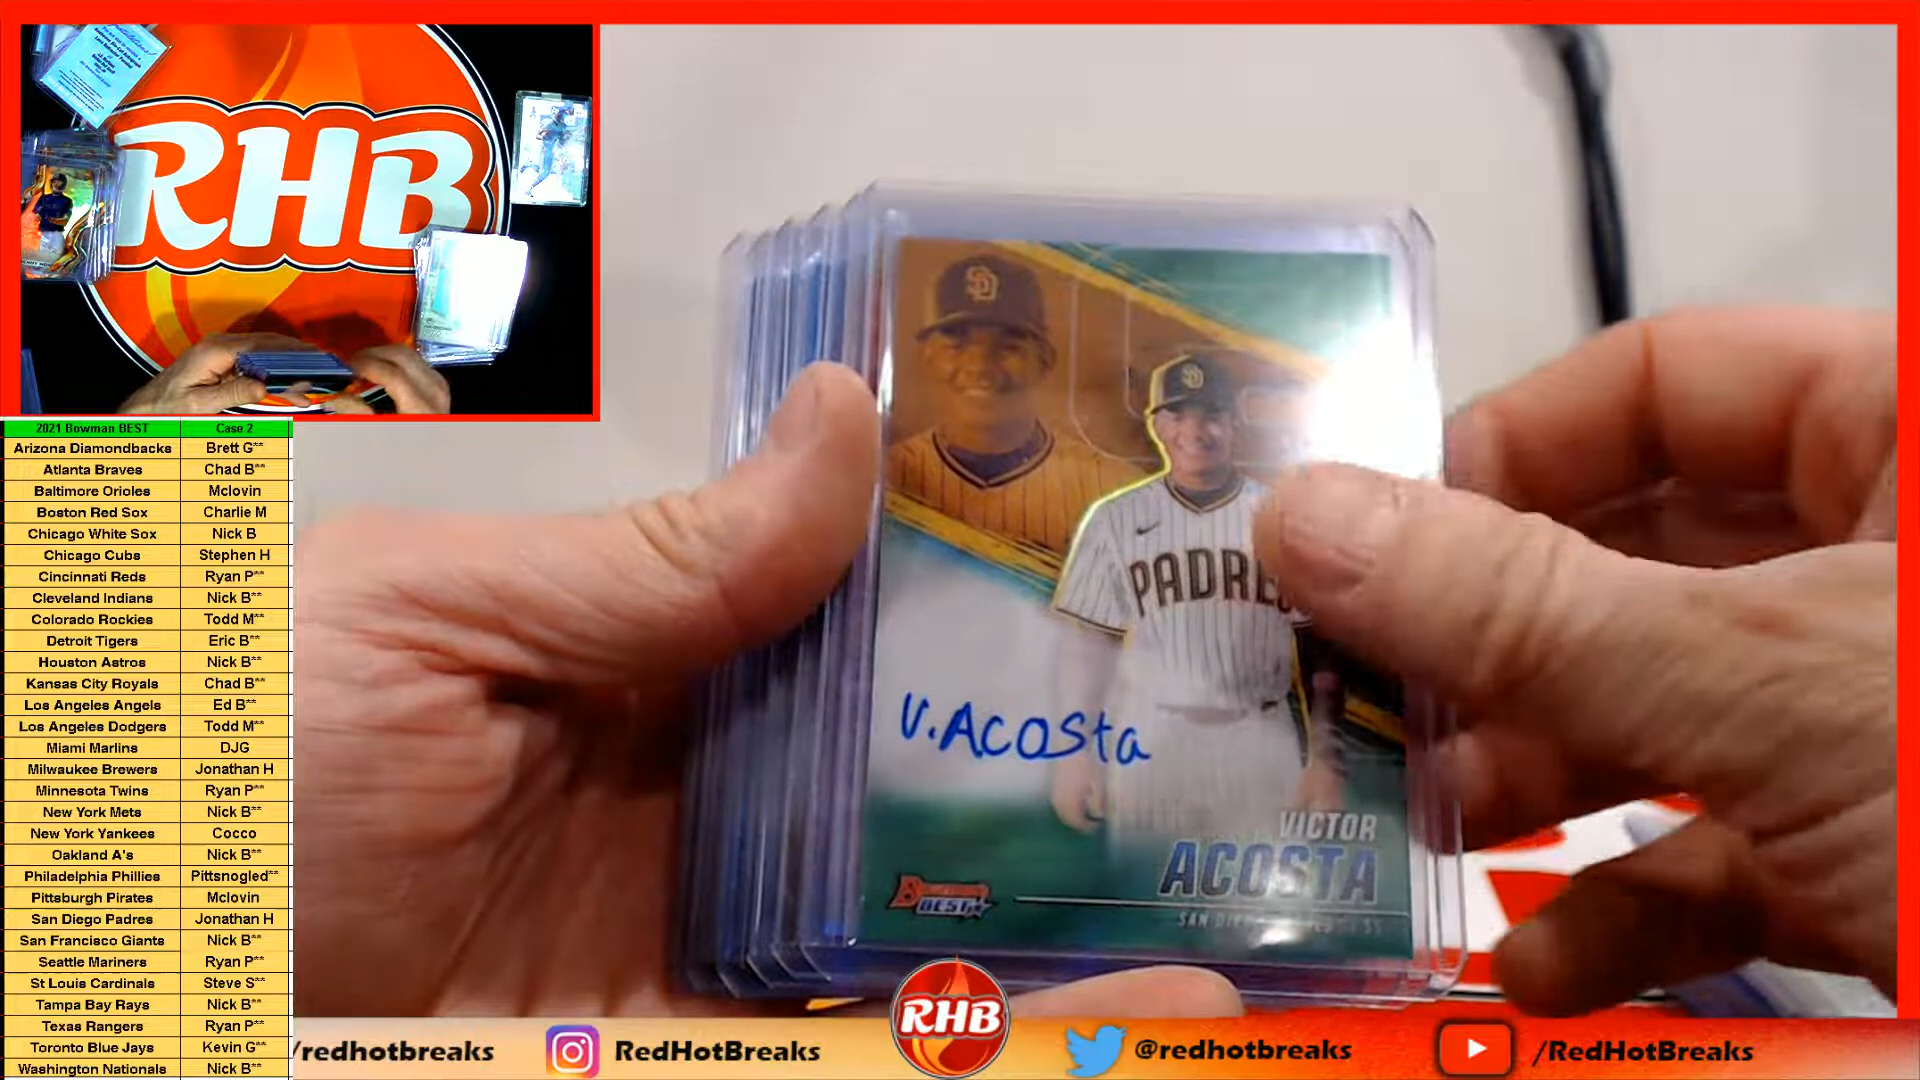 RHB
2021 Bowman BEST Case 2
Arizona Diamondbacks Brett G**
Atlanta Braves Chad B**
Baltimore Orioles Mclovin
Boston Red Sox Charlie M
Chicago White Sox Nick B
Chicago Cubs Stephen H
Cincinnati Reds Ryan P**
Cleveland Indians Nick B**
Colorado Rockies Todd M**
Detroit Tigers Eric B**
Houston Astros Nick B**
Kansas City Royals Chad B**
Los Angeles Angels Ed B**
Los Angeles Dodgers Todd M**
Miami Marlins DJG
Milwaukee Brewers Jonathan H
Minnesota Twins Ryan P**
New York Mets Nick B**
New York Yankees Cocco
Oakland A's Nick B**
Philadelphia Phillies Pittsnogled**
Pittsburgh Pirates Mclovin
San Diego Padres Jonathan H
San Francisco Giants Nick B**
Seattle Mariners Ryan P**
St Louis Cardinals Steve S**
Tampa Bay Rays Nick B**
Texas Rangers Ryan P**
Toronto Blue Jays Kevin G**
Washington Nationals Nick B**
SD
SD
PADRE
V. Acosta
VICTOR
ACOSTA
BOWMAN
BEST
RHB
/redhotbreaks
RedHotBreaks
@redhotbreaks
/RedHotBreaks